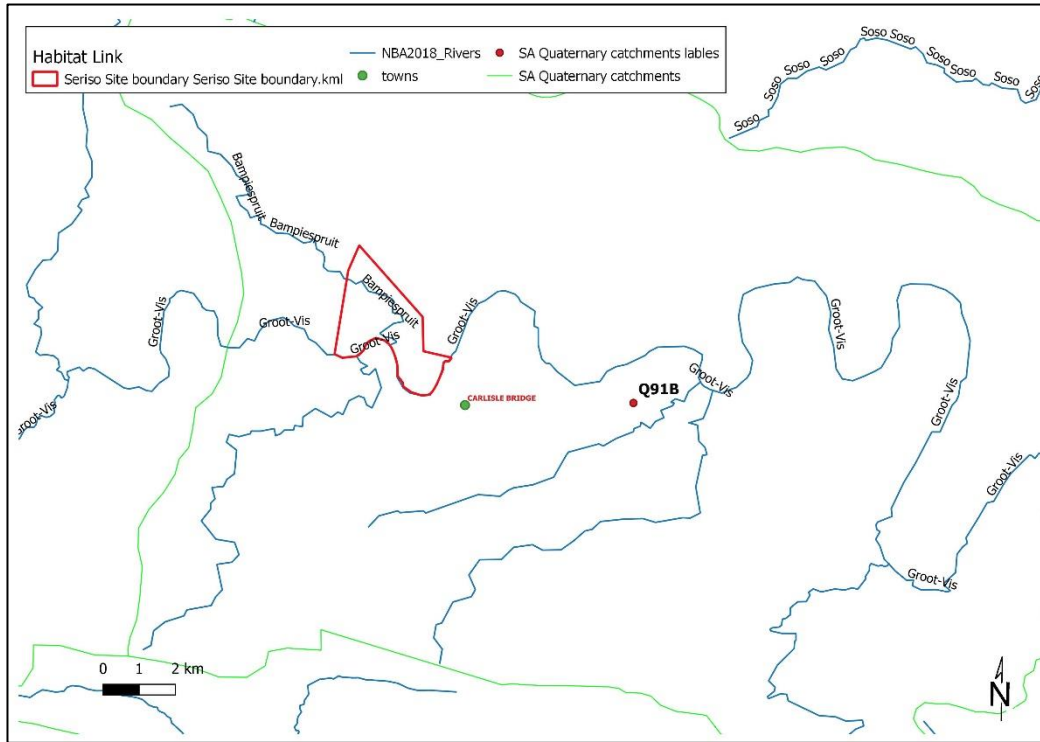 Habitat Link
Seriso Site boundary Seriso Site boundary.kml
NBA2018_Rivers
towns
SA Quaternary catchments lables
SA Quaternary catchments
Soso
Soso
Soso
Soso Soso
Soso
Soso
Soso
Soso
Bampiespruit
Bampiespruit
Bampiespruit
Groot-Vis
Groot-Vis
Groot-Vis
Groot-Vis
Groot-Vis
Groot-Vis
Groot-Vis
Groot-Vis
Groot-Vis
Groot-Vis
CARLISLE BRIDGE
Q91B
0 1 2 km
N